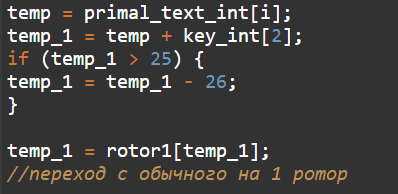 temp = primal_text_int[i];
temp_1 = temp + key_int[2];
if (temp_1 > 25) {
temp_1 = temp_1 - 26;
}
temp_1 = rotor1[temp_1];
//переход с обычного на 1 ротор